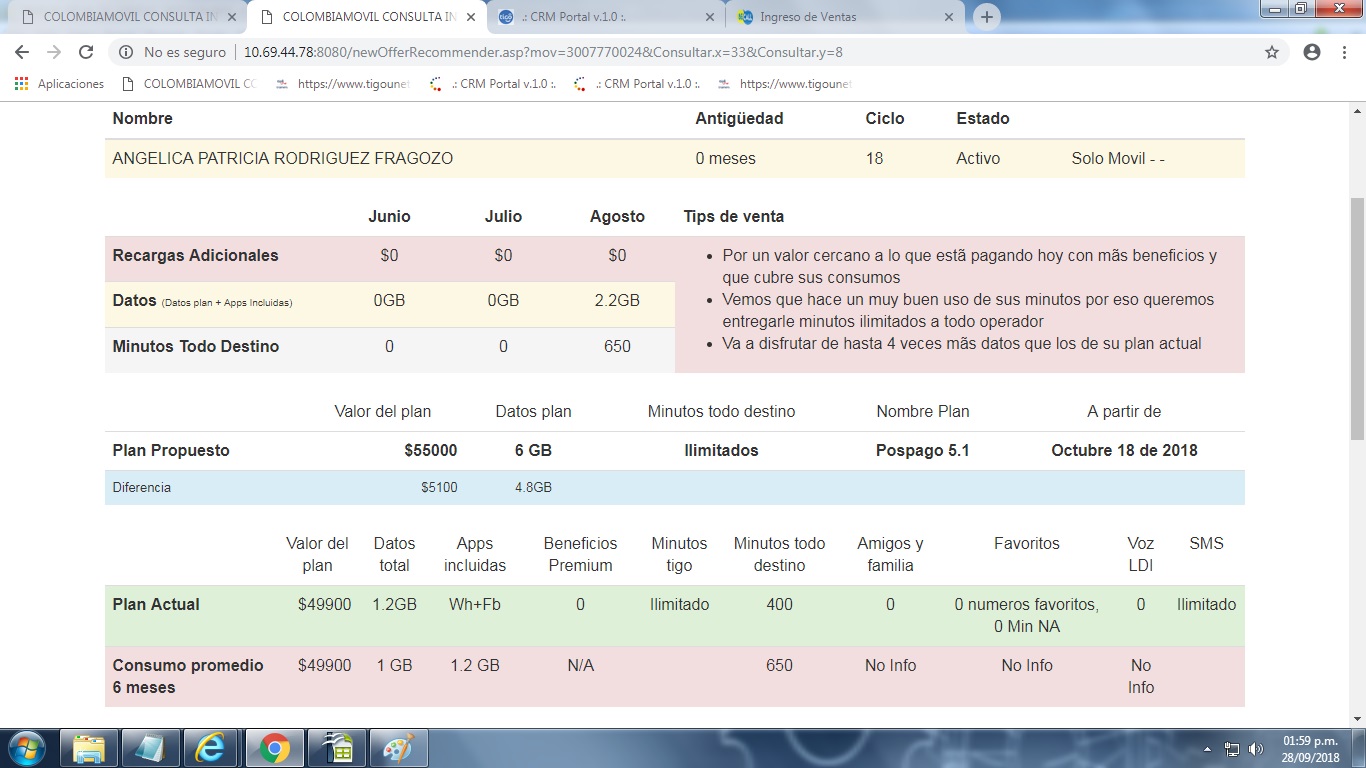 COLOMBIAMOVIL CONSULTA IN
COLOMBIAMOVIL CONSULTA IN
.: CRM Portal v.1.0 :.
Ingreso de Ventas
No es seguro
10.69.44.78:8080/newOfferRecommender.asp?mov=3007770024&Consultar.x=33&Consultar.y=8
Aplicaciones
COLOMBIAMOVIL CO
https://www.tigounet
.: CRM Portal v.1.0 :.
.: CRM Portal v.1.0 :.
https://www.tigounet
Nombre Antigüedad Ciclo Estado
ANGELICA PATRICIA RODRIGUEZ FRAGOZO 0 meses 18 Activo Solo Movil - -
Junio Julio Agosto Tips de venta
Recargas Adicionales $0 $0 $0
Datos (Datos plan + Apps Incluidas) 0GB 0GB 2.2GB
Minutos Todo Destino 0 0 650
• Por un valor cercano a lo que estã pagando hoy con mãs beneficios y
que cubre sus consumos
• Vemos que hace un muy buen uso de sus minutos por eso queremos
entregarle minutos ilimitados a todo operador
• Va a disfrutar de hasta 4 veces mãs datos que los de su plan actual
Valor del plan Datos plan Minutos todo destino Nombre Plan A partir de
Plan Propuesto $55000 6 GB Ilimitados Pospago 5.1 Octubre 18 de 2018
Diferencia $5100 4.8GB
Valor del Datos Apps Beneficios Minutos Minutos todo Amigos y Favoritos Voz SMS
plan total incluidas Premium tigo destino familia LDI
Plan Actual $49900 1.2GB Wh+Fb 0 Ilimitado 400 0 0 numeros favoritos, 0 Ilimitado
0 Min NA
Consumo promedio $49900 1 GB 1.2 GB N/A 650 No Info No Info No
6 meses Info
01:59 p.m.
28/09/2018